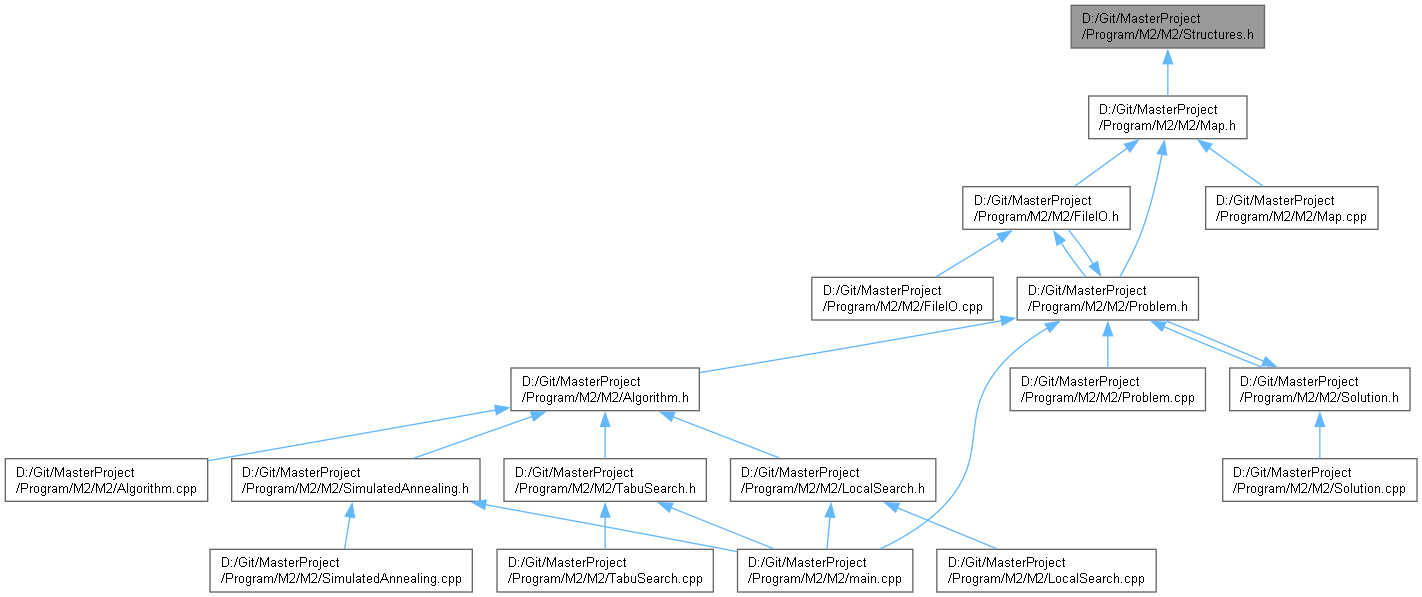 D:/Git/MasterProject
/Program/M2/M2/Structures.h
D:/Git/MasterProject
/Program/M2/M2/Map.h
D:/Git/MasterProject
/Program/M2/M2/FileIO.h
D:/Git/MasterProject
/Program/M2/M2/Map.cpp
D:/Git/MasterProject
/Program/M2/M2/FileIO.cpp
D:/Git/MasterProject
/Program/M2/M2/Problem.h
D:/Git/MasterProject
/Program/M2/M2/Algorithm.h
D:/Git/MasterProject
/Program/M2/M2/Problem.cpp
D:/Git/MasterProject
/Program/M2/M2/Solution.h
D:/Git/MasterProject
/Program/M2/M2/Algorithm.cpp
D:/Git/MasterProject
/Program/M2/M2/SimulatedAnnealing.h
D:/Git/MasterProject
/Program/M2/M2/TabuSearch.h
D:/Git/MasterProject
/Program/M2/M2/LocalSearch.h
D:/Git/MasterProject
/Program/M2/M2/Solution.cpp
D:/Git/MasterProject
/Program/M2/M2/SimulatedAnnealing.cpp
D:/Git/MasterProject
/Program/M2/M2/TabuSearch.cpp
D:/Git/MasterProject
/Program/M2/M2/main.cpp
D:/Git/MasterProject
/Program/M2/M2/LocalSearch.cpp